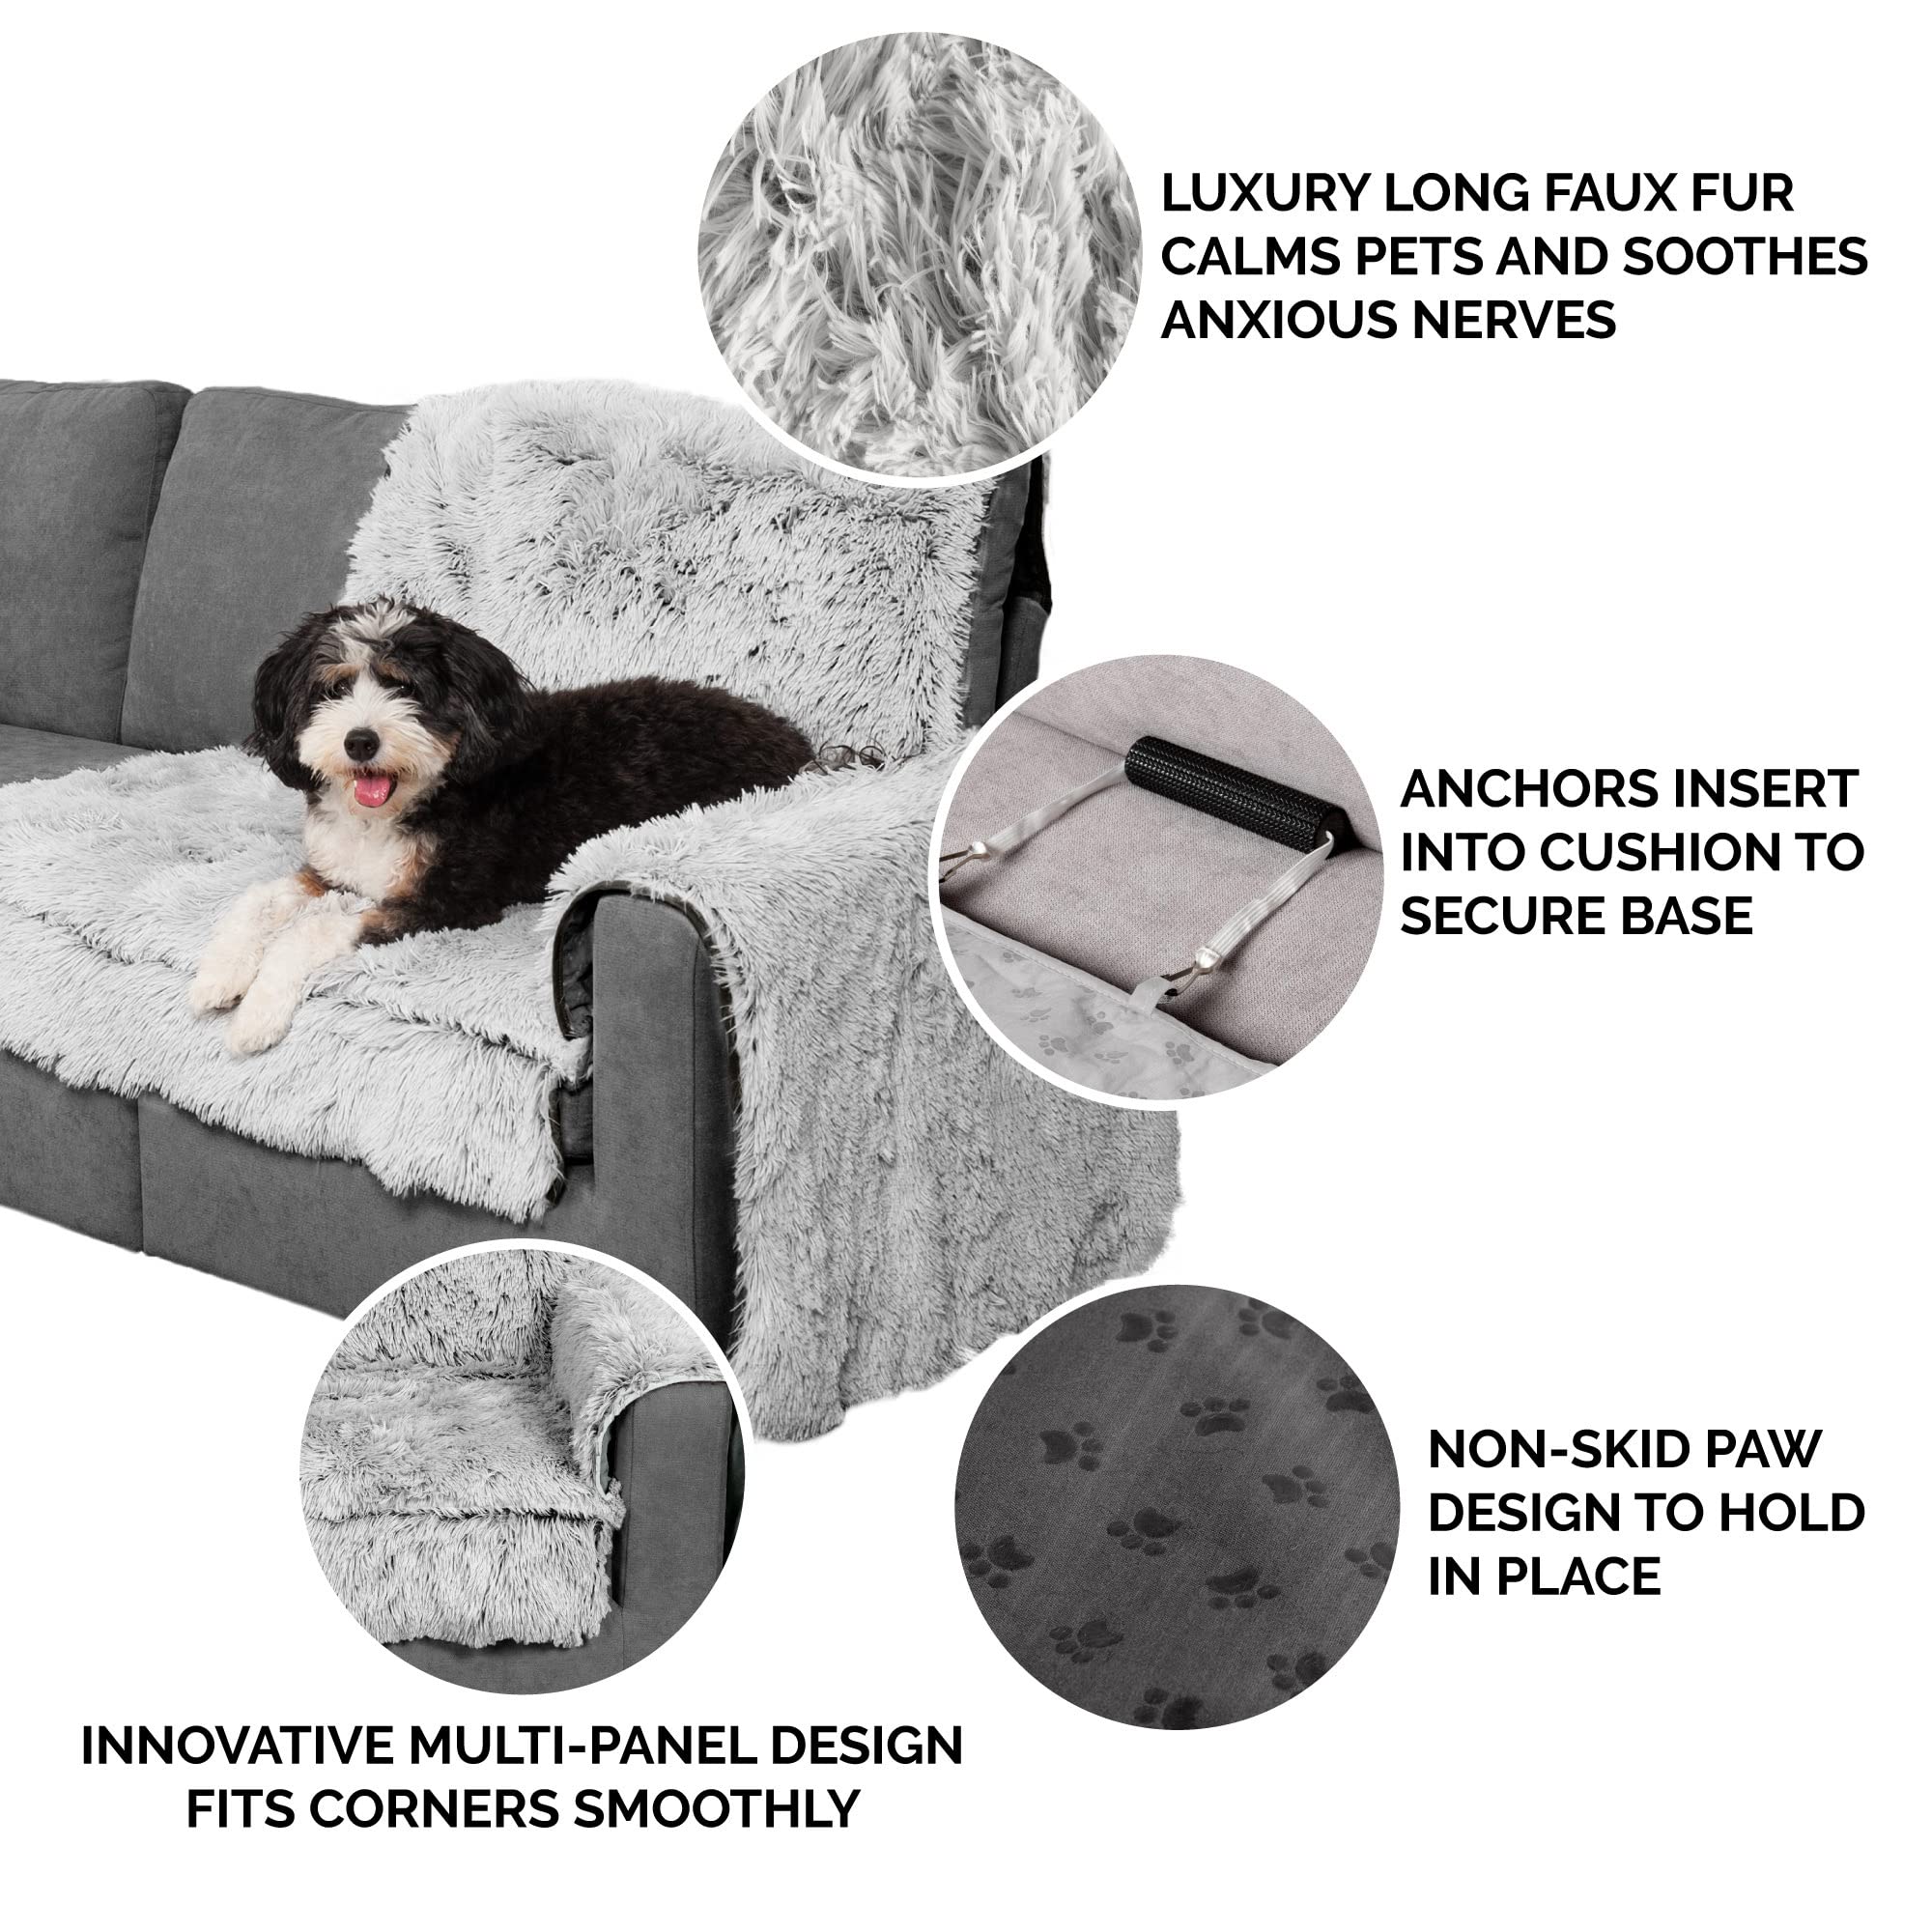 LUXURY LONG FAUX FUR
CALMS PETS AND SOOTHES
ANXIOUS NERVES
ANCHORS INSERT
INTO CUSHION TO
SECURE BASE
NON-SKID PAW
DESIGN TO HOLD
IN PLACE
INNOVATIVE MULTI-PANEL DESIGN
FITS CORNERS SMOOTHLY